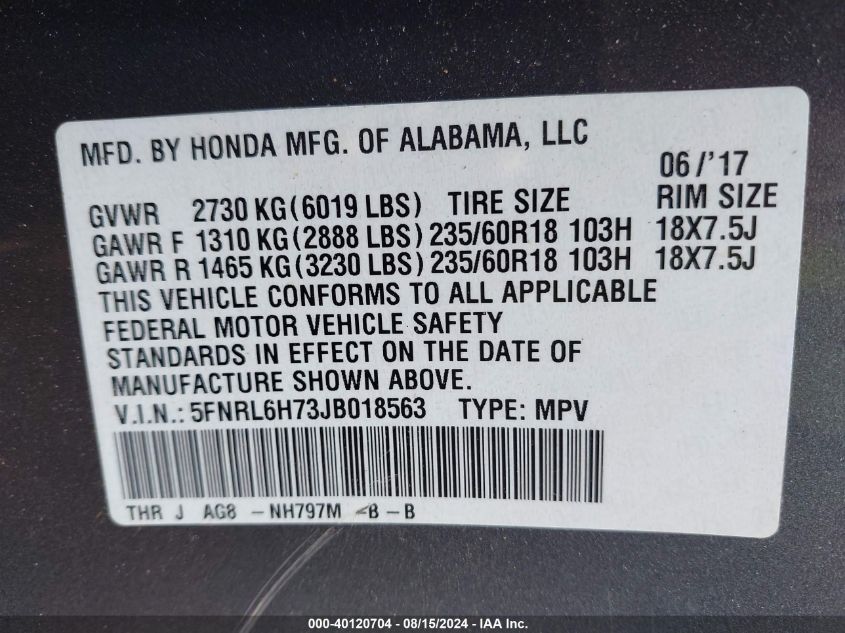 MFD. BY HONDA MFG. OF ALABAMA, LLC
06/'17
GVWR 2730 KG(6019 LBS) TIRE SIZE RIM SIZE
GAWR F 1310 KG(2888 LBS) 235/60R18 103H 18X7.5J
GAWR R 1465 KG(3230 LBS) 235/60R18 103H 18X7.5J
THIS VEHICLE CONFORMS TO ALL APPLICABLE
FEDERAL MOTOR VEHICLE SAFETY
STANDARDS IN EFFECT ON THE DATE OF
MANUFACTURE SHOWN ABOVE.
V.I.N.: 5FNRL6H73JB018563 TYPE: MPV
THR J AG8 - NH797M -B - B
000-40120704 - 08/15/2024 - IAA Inc.